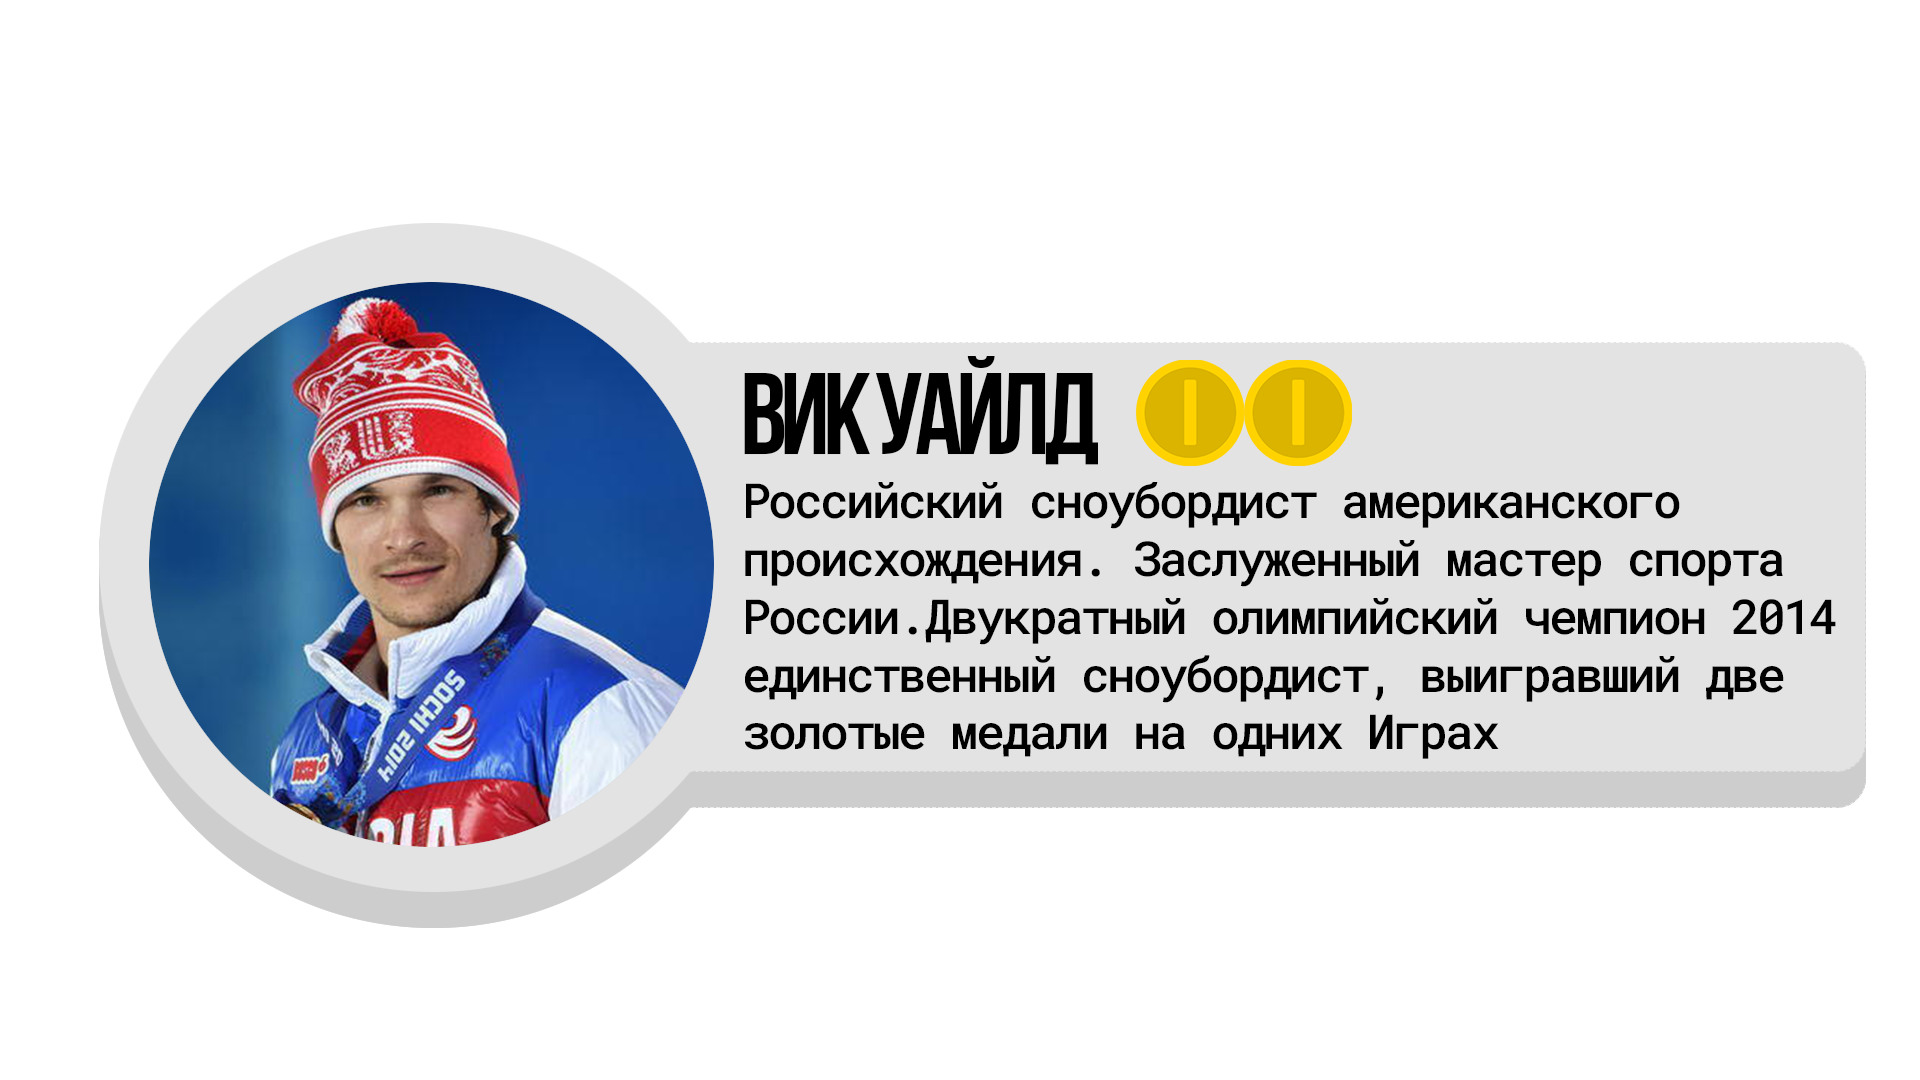 ВИК УАЙЛД
Российский сноубордист американского
происхождения. Заслуженный мастер спорта
России.Двукратный олимпийский чемпион 2014
единственный сноубордист, выигравший две
золотые медали на одних Играх
SOCHI 2014
BOSCO